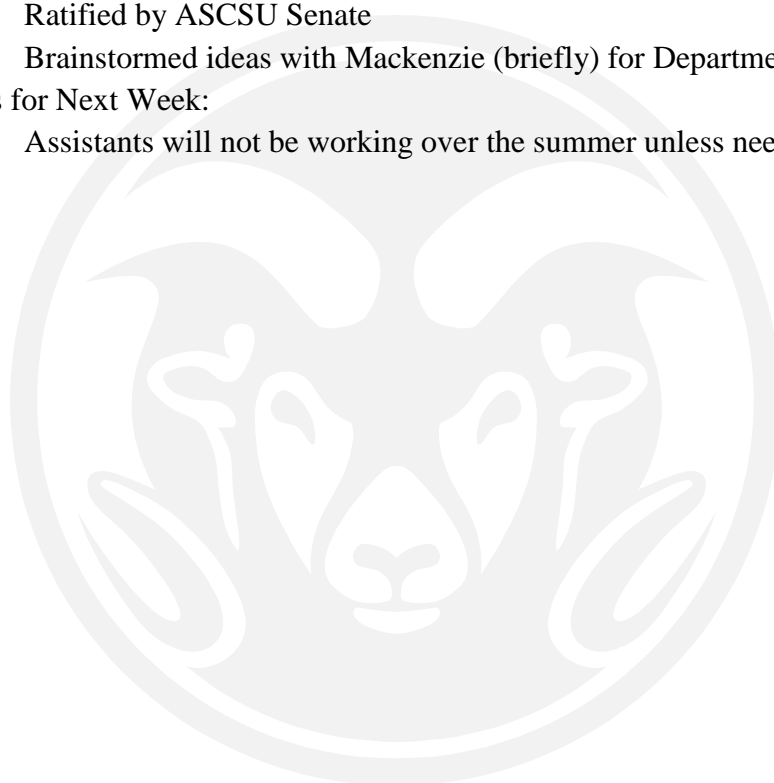 Ratified by ASCSU Senate
Brainstormed ideas with Mackenzie (briefly) for
for Next Week:
Assistants will not be working over the summer unless